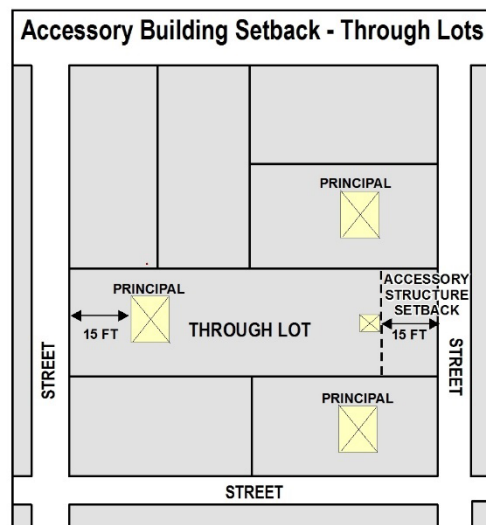 Accessory Building Setback - Through Lots
PRINCIPAL
PRINCIPAL
15 FT
THROUGH LOT
ACCESSORY
STRUCTURE
SETBACK
15 FT
STREET
STREET
PRINCIPAL
STREET